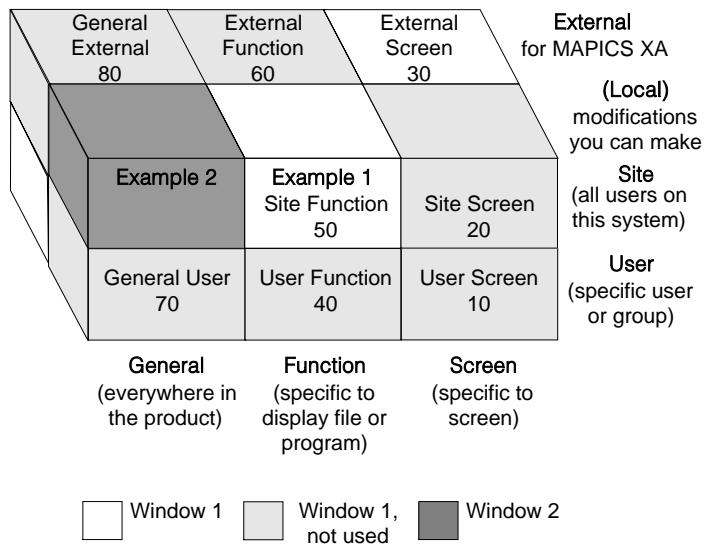 General
External
80
External
Function
60
External
Screen
30
External
for MAPICS XA
(Local)
modifications
you can make
Example 2
Example 1
Site Function
50
Site Screen
20
Site
(all users on
this system)
General User
70
User Function
40
User Screen
10
User
(specific user
or group)
General
(everywhere in
the product)
Function
(specific to
display file or
program)
Screen
(specific to
screen)
Window 1
Window 1,
not used
Window 2